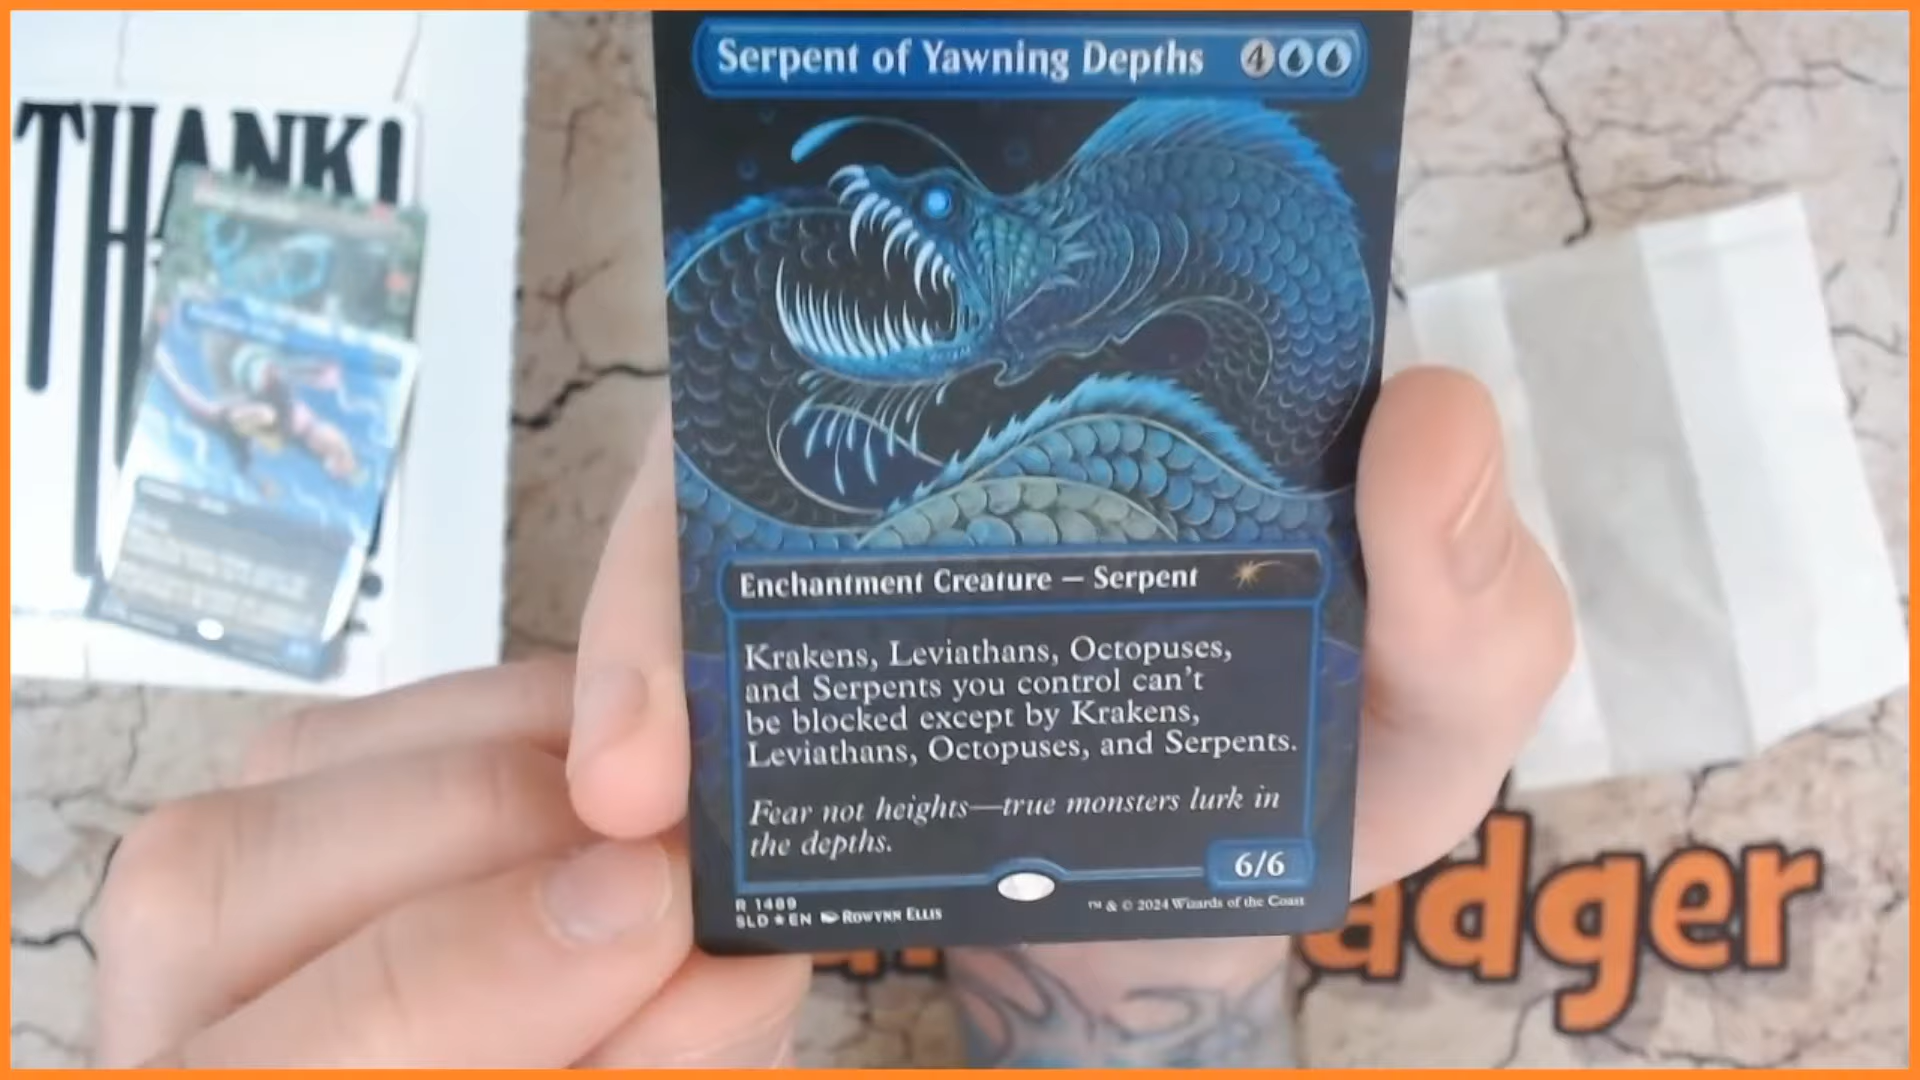 Serpent of Yawning Depths 4
THANK
Enchantment Creature — Serpent
Krakens, Leviathans, Octopuses,
and Serpents you control can't
be blocked except by Krakens,
Leviathans, Octopuses, and Serpents.
Fear not heights—true monsters lurk in
the depths.
6/6
R 1489
SLD ★ EN Rowynn Ellis
™ & © 2024 Wizards of the Coast
adger